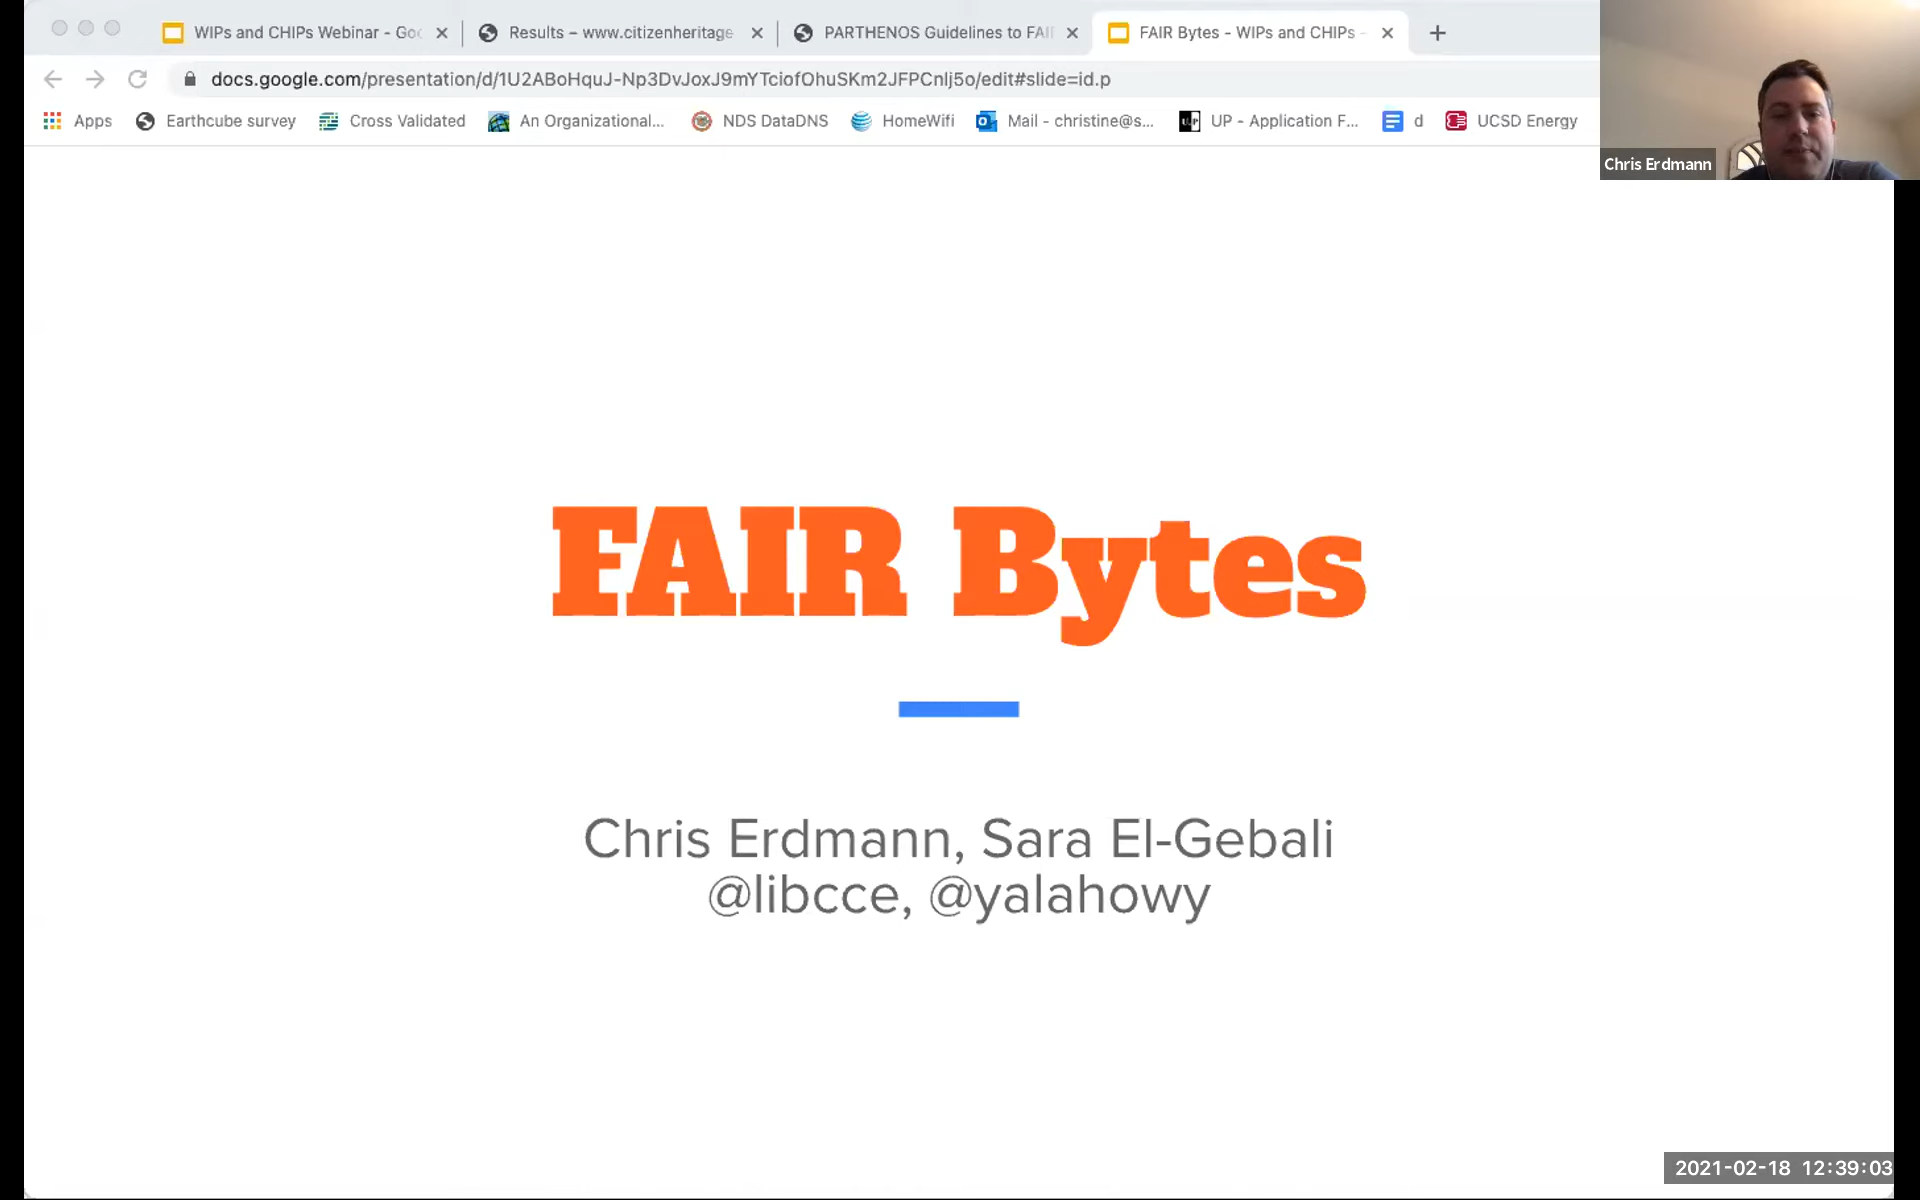 WIPs and CHIPs Webinar - Goo
Results – www.citizenheritage
PARTHENOS Guidelines to FAI
FAIR Bytes - WIPs and CHIPs -
docs.google.com/presentation/d/1U2ABoHquJ-Np3DvJoxJ9mYTciofOhuSKm2JFPCnlj5o/edit#slide=id.p
Apps
Earthcube survey
Cross Validated
An Organizational...
NDS DataDNS
HomeWifi
Mail - christine@s...
UP - Application F...
d
UCSD Energy
Chris Erdmann
FAIR Bytes
Chris Erdmann, Sara El-Gebali
@libcce, @yalahowy
2021-02-18 12:39:03